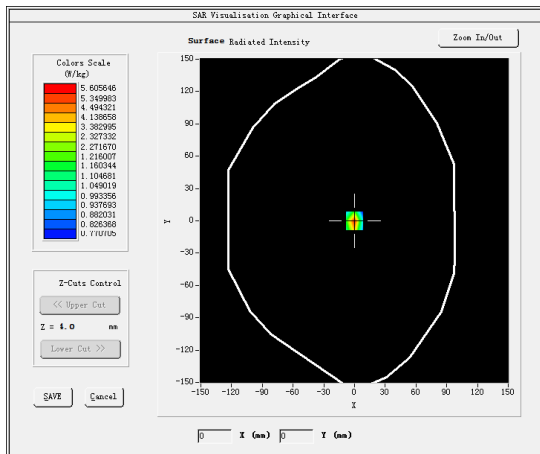 SAR Visualisation Graphical Interface
Surface Radiated Intensity
Zoom In/Out
Colors Scale
(W/kg)
5.605646
5.349983
4.494321
4.138658
3.382995
2.327332
2.271670
1.216007
1.160344
1.104681
1.049019
0.993356
0.937693
0.882031
0.826368
0.770705
Z-Cuts Control
<< Upper Cut
Z = 4.0 mm
Lower Cut >>
SAVE
Cancel
150
120
90
60
30
0
-30
-60
-90
-120
-150
Y
-150 -120 -90 -60 -30 0 30 60 90 120 150
X
0 X (mm) 0 Y (mm)